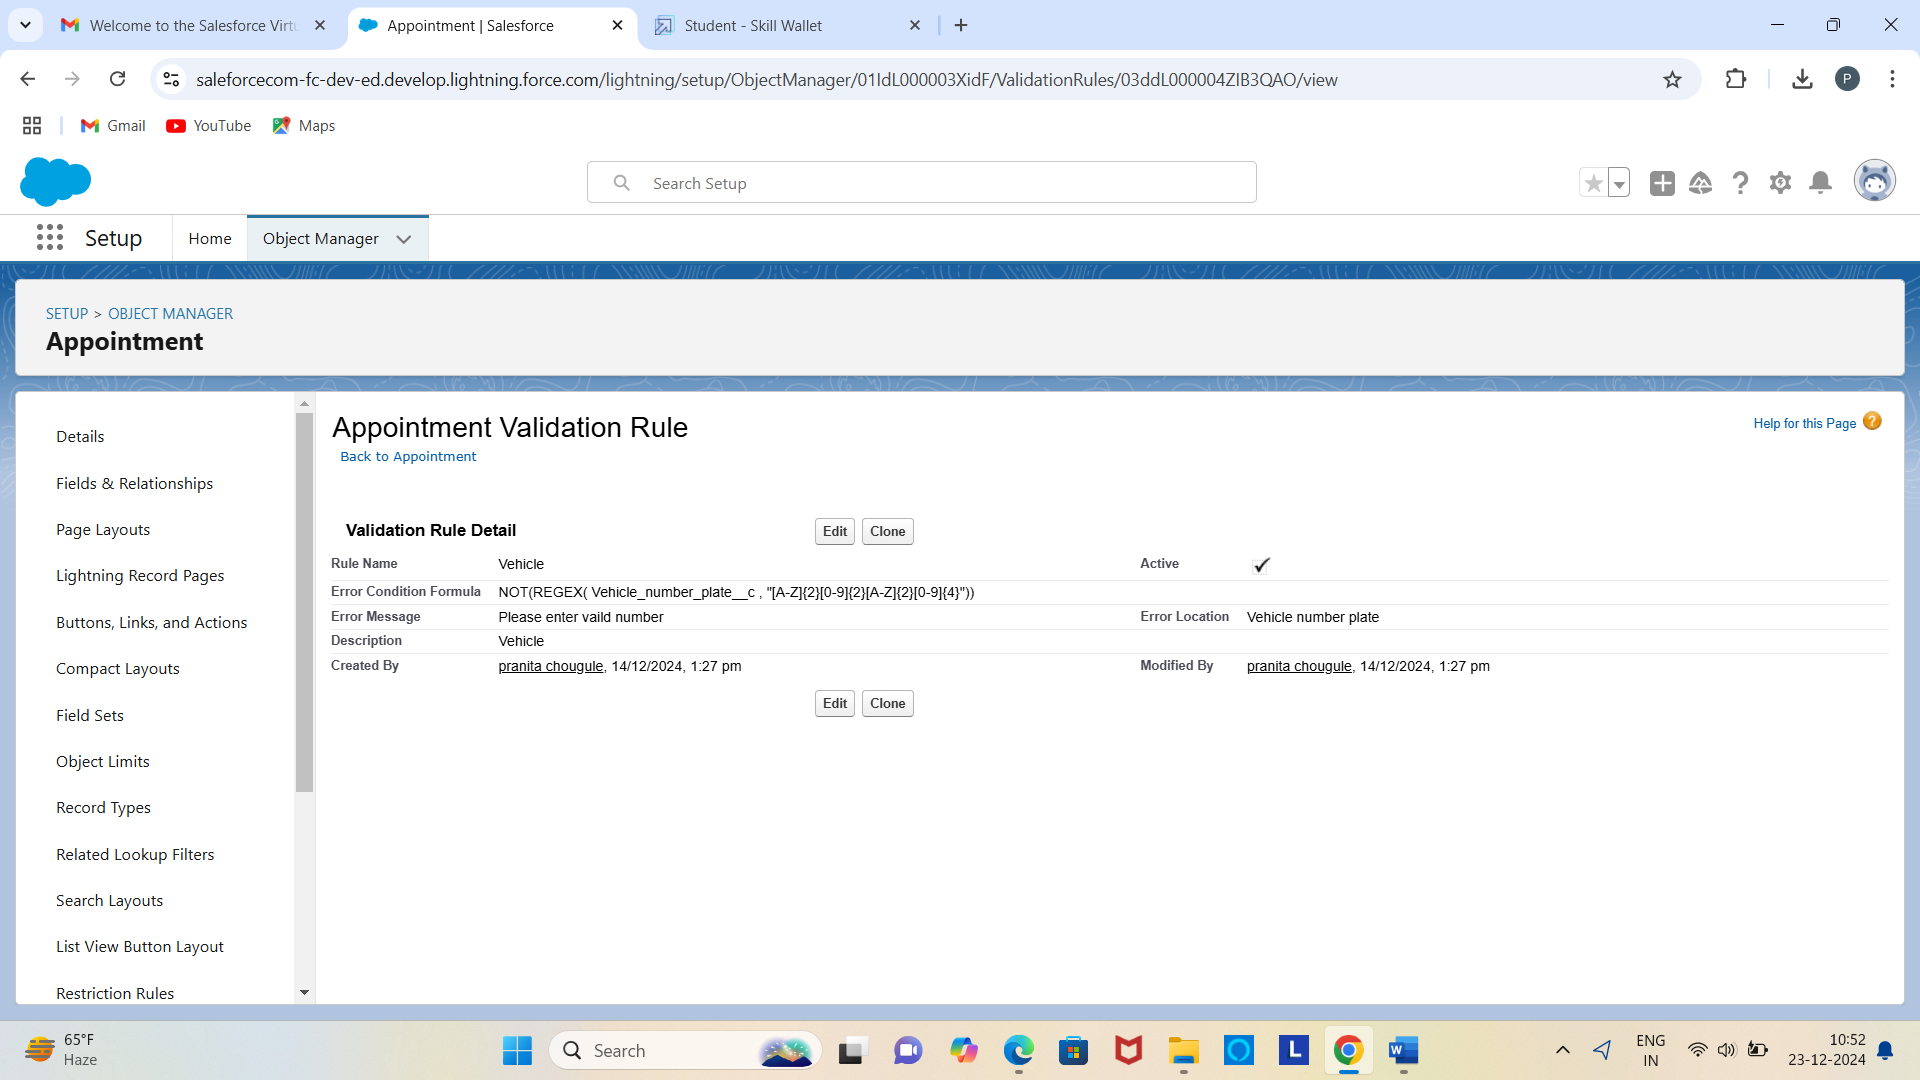 Welcome to the Salesforce Virtu
Appointment | Salesforce
Student - Skill Wallet
saleforcecom-fc-dev-ed.develop.lightning.force.com/lightning/setup/ObjectManager/01IdL000003XidF/ValidationRules/03ddL000004ZIB3QAO/view
P
Gmail
YouTube
Maps
Search Setup
Setup
Home
Object Manager
SETUP > OBJECT MANAGER
Appointment
Details
Fields & Relationships
Page Layouts
Lightning Record Pages
Buttons, Links, and Actions
Compact Layouts
Field Sets
Object Limits
Record Types
Related Lookup Filters
Search Layouts
List View Button Layout
Restriction Rules
Appointment Validation Rule
Back to Appointment
Help for this Page ?
Validation Rule Detail
Edit Clone
Rule Name Vehicle Active
Error Condition Formula NOT(REGEX( Vehicle_number_plate__c , "[A-Z]{2}[0-9]{2}[A-Z]{2}[0-9]{4}"))
Error Message Please enter vaild number Error Location Vehicle number plate
Description Vehicle
Created By pranita chougule, 14/12/2024, 1:27 pm Modified By pranita chougule, 14/12/2024, 1:27 pm
Edit Clone
65°F
Haze
Search
L
W
ENG
IN
10:52
23-12-2024